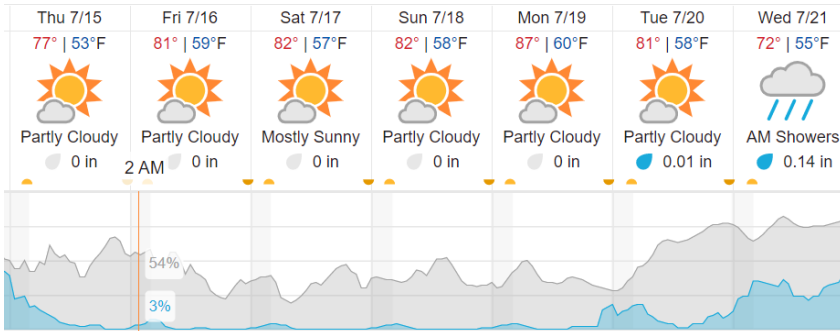 Thu 7/15 Fri 7/16 Sat 7/17 Sun 7/18 Mon 7/19 Tue 7/20 Wed 7/21
77° | 53°F 81° | 59°F 82° | 57°F 82° | 58°F 87° | 60°F 81° | 58°F 72° | 55°F
Partly Cloudy Partly Cloudy Mostly Sunny Partly Cloudy Partly Cloudy Partly Cloudy AM Showers
0 in 0 in 0 in 0 in 0 in 0.01 in 0.14 in
2 AM
54%
3%